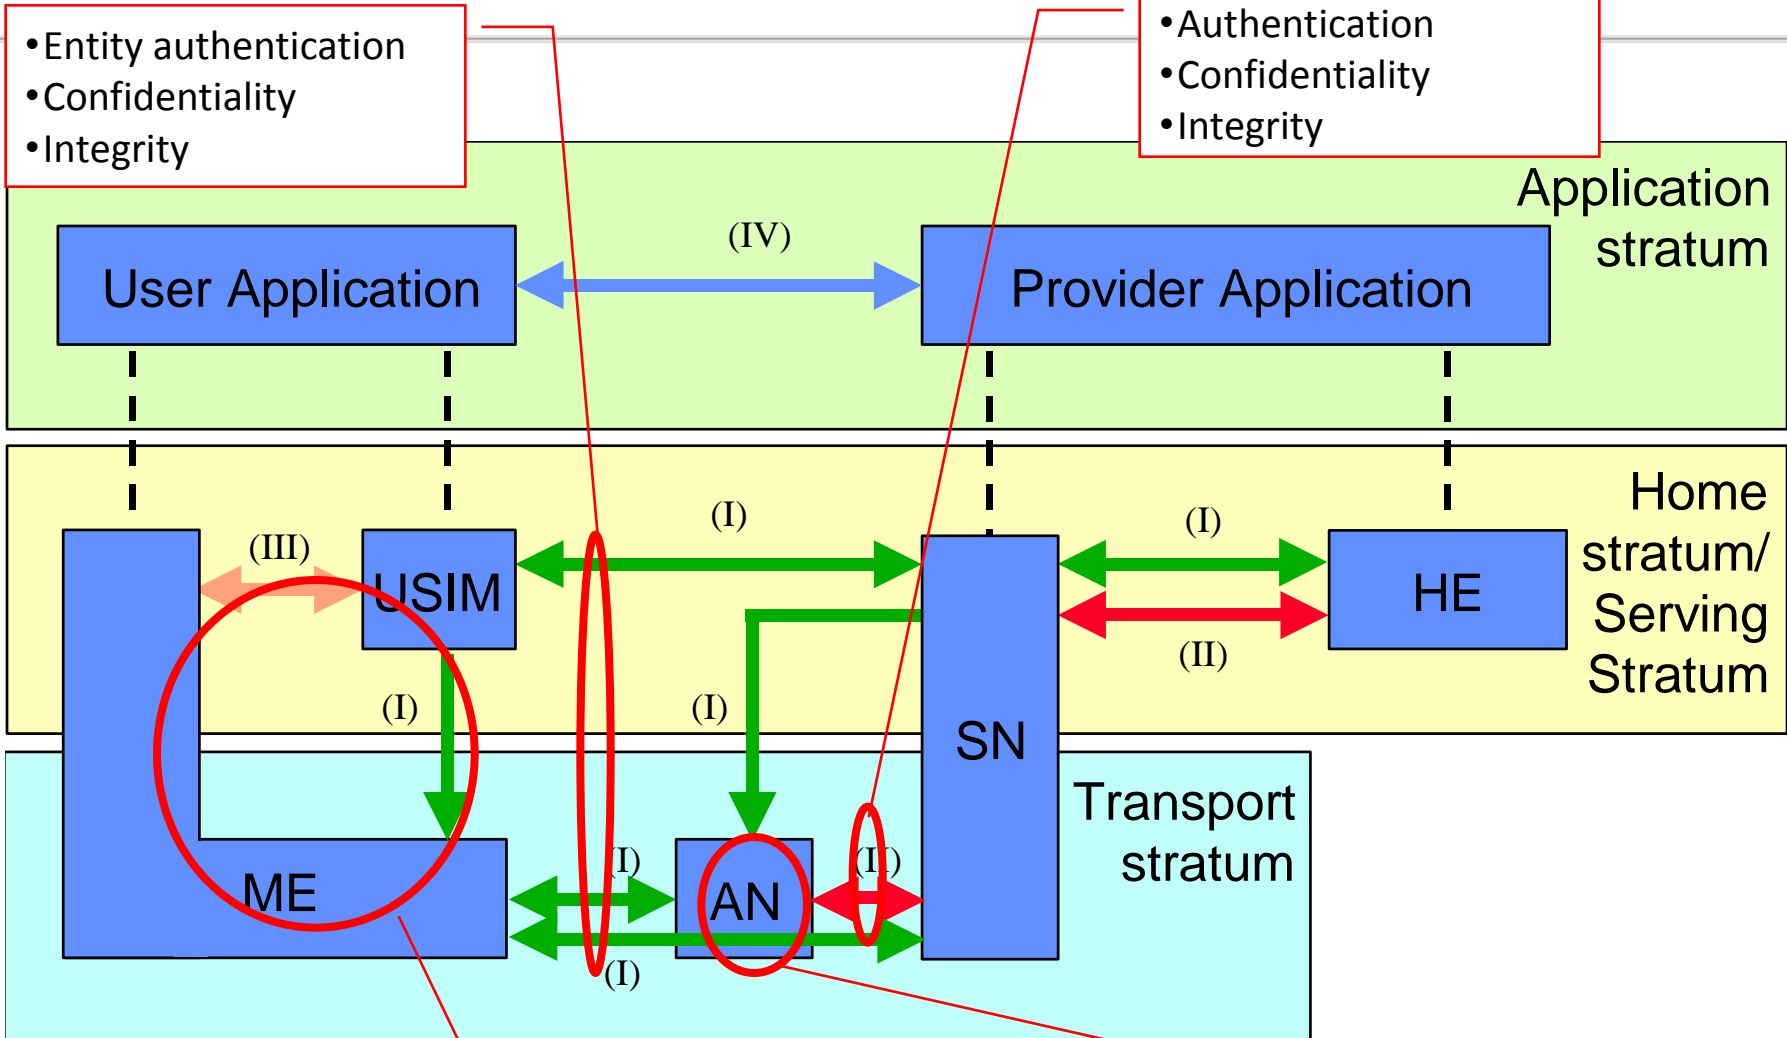 •Entity authentication
•Confidentiality
•Integrity
•Authentication
•Confidentiality
•Integrity
Application
stratum
(IV)
User Application
Provider Application
Home
stratum/
Serving
Stratum
(I)
(I)
(III)
USIM
HE
(II)
(I)
(I)
SN
Transport
stratum
(I)
(II)
ME
AN
(I)